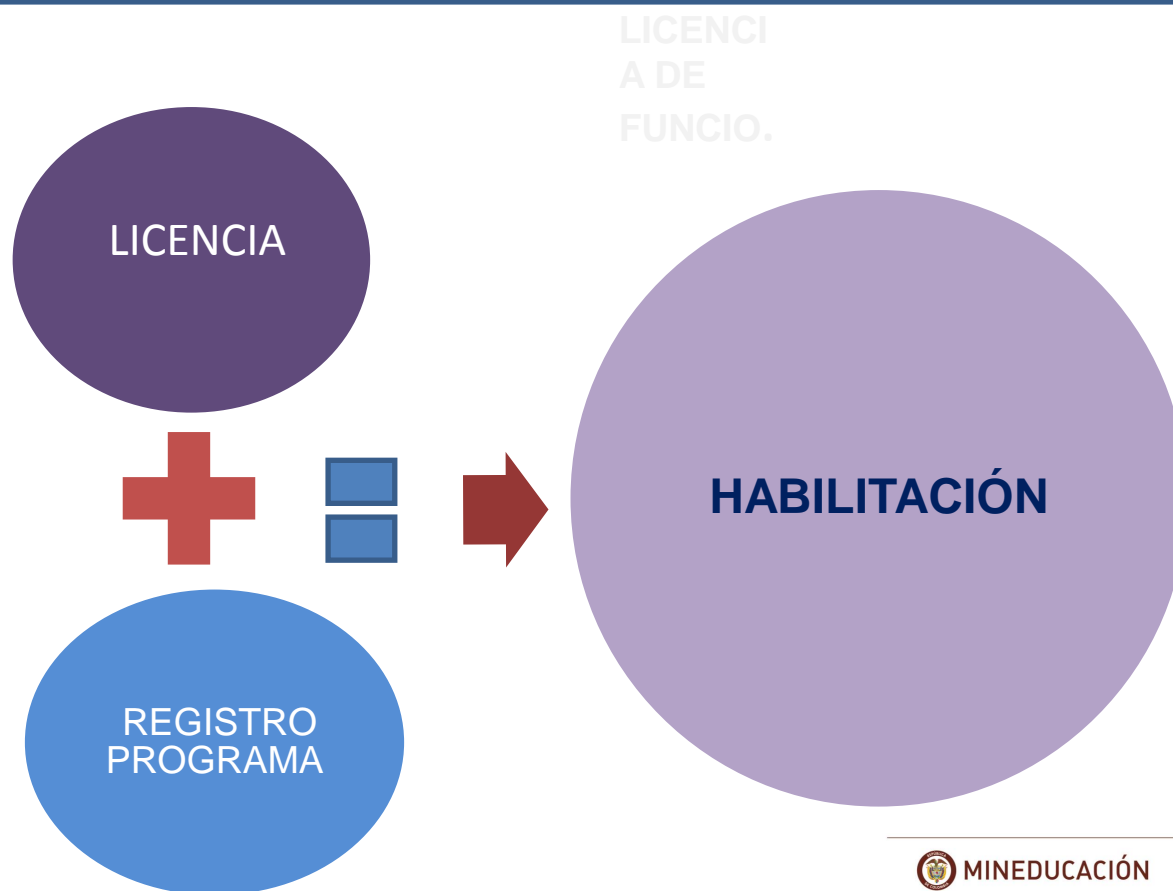 LICENCI
A DE
FUNCIO.
LICENCIA
HABILITACIÓN
REGISTRO
PROGRAMA
MINEDUCACIÓN